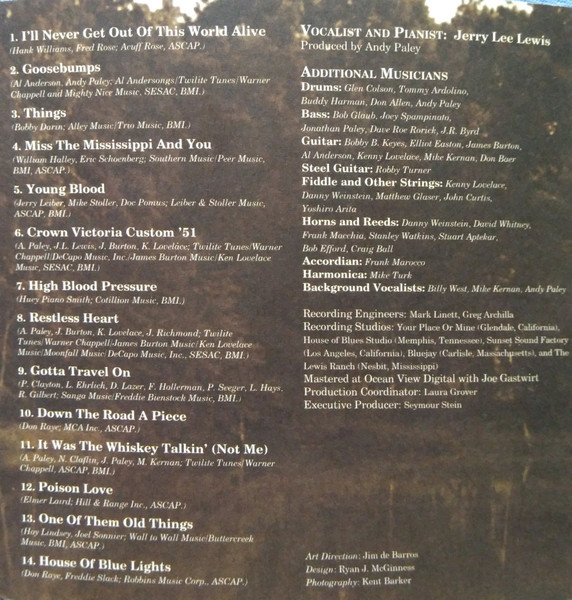 1. I'll Never Get Out Of This World Alive
(Hank Williams, Fred Rose; Acuff Rose, ASCAP.)
2. Goosebumps
(Al Anderson, Andy Paley; Al Andersongs/Twilite Tunes/Warner
Chappell and Mighty Nice Music, SESAC, BMI.)
3. Things
(Bobby Darin; Alley Music/Trio Music, BMI.)
4. Miss The Mississippi And You
(William Halley, Eric Schoenberg; Southern Music/Peer Music,
BMI, ASCAP.)
5. Young Blood
(Jerry Leiber, Mike Stoller, Doc Pomus; Leiber & Stoller Music,
ASCAP, BMI.)
6. Crown Victoria Custom '51
(A. Paley, J.L. Lewis, J. Burton, K. Lovelace; Twilite Tunes/Warner
Chappell/DeCapo Music, Inc./James Burton Music/Ken Lovelace
Music, SESAC, BMI.)
7. High Blood Pressure
(Huey Piano Smith; Cotillion Music, BMI.)
8. Restless Heart
(A. Paley, J. Burton, K. Lovelace, J. Richmond; Twilite
Tunes/Warner Chappell/James Burton Music/Ken Lovelace
Music/Moonfall Music/DeCapo Music, Inc., SESAC, BMI.)
9. Gotta Travel On
(P. Clayton, L. Ehrlich, D. Lazer, F. Hollerman, P. Seeger, L. Hays,
R. Gilbert; Sanga Music/Freddie Bienstock Music, BMI.)
10. Down The Road A Piece
(Don Raye; MCA Inc., ASCAP.)
11. It Was The Whiskey Talkin' (Not Me)
(A. Paley, N. Claflin, J. Paley, M. Kernan; Twilite Tunes/Warner
Chappell, ASCAP, BMI.)
12. Poison Love
(Elmer Laird; Hill & Range Inc., ASCAP.)
13. One Of Them Old Things
(Hoy Lindsey, Joel Sonnier; Wall to Wall Music/Buttercreek
Music, BMI, ASCAP.)
14. House Of Blue Lights
(Don Raye, Freddie Slack; Robbins Music Corp., ASCAP.)
VOCALIST AND PIANIST: Jerry Lee Lewis
Produced by Andy Paley
ADDITIONAL MUSICIANS
Drums: Glen Colson, Tommy Ardolino,
Buddy Harman, Don Allen, Andy Paley
Bass: Bob Glaub, Joey Spampinato,
Jonathan Paley, Dave Roe Rorick, J.R. Byrd
Guitar: Bobby B. Keyes, Elliot Easton, James Burton,
Al Anderson, Kenny Lovelace, Mike Kernan, Don Baer
Steel Guitar: Robby Turner
Fiddle and Other Strings: Kenny Lovelace,
Danny Weinstein, Matthew Glaser, John Curtis,
Yoshiro Arita
Horns and Reeds: Danny Weinstein, David Whitney,
Frank Macchia, Stanley Watkins, Stuart Aptekar,
Bob Efford, Craig Ball
Accordian: Frank Marocco
Harmonica: Mike Turk
Background Vocalists: Billy West, Mike Kernan, Andy Paley
Recording Engineers: Mark Linett, Greg Archilla
Recording Studios: Your Place Or Mine (Glendale, California),
House of Blues Studio (Memphis, Tennessee), Sunset Sound Factory
(Los Angeles, California), Bluejay (Carlisle, Massachusetts), and The
Lewis Ranch (Nesbit, Mississippi)
Mastered at Ocean View Digital with Joe Gastwirt
Production Coordinator: Laura Grover
Executive Producer: Seymour Stein
Art Direction: Jim de Barros
Design: Ryan J. McGinness
Photography: Kent Barker